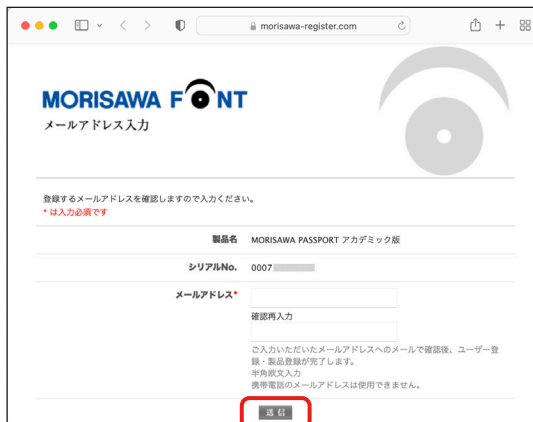 morisawa-register.com
MORISAWA FONT
メールアドレス入力
登録するメールアドレスを確認しますので入力ください。
* は入力必須です
製品名 MORISAWA PASSPORT アカデミック版
シリアルNo. 0007
メールアドレス*
確認再入力
ご入力いただいたメールアドレスへのメールで確認後、ユーザー登
録・製品登録が完了します。
半角欧文入力
携帯電話のメールアドレスは使用できません。
送信